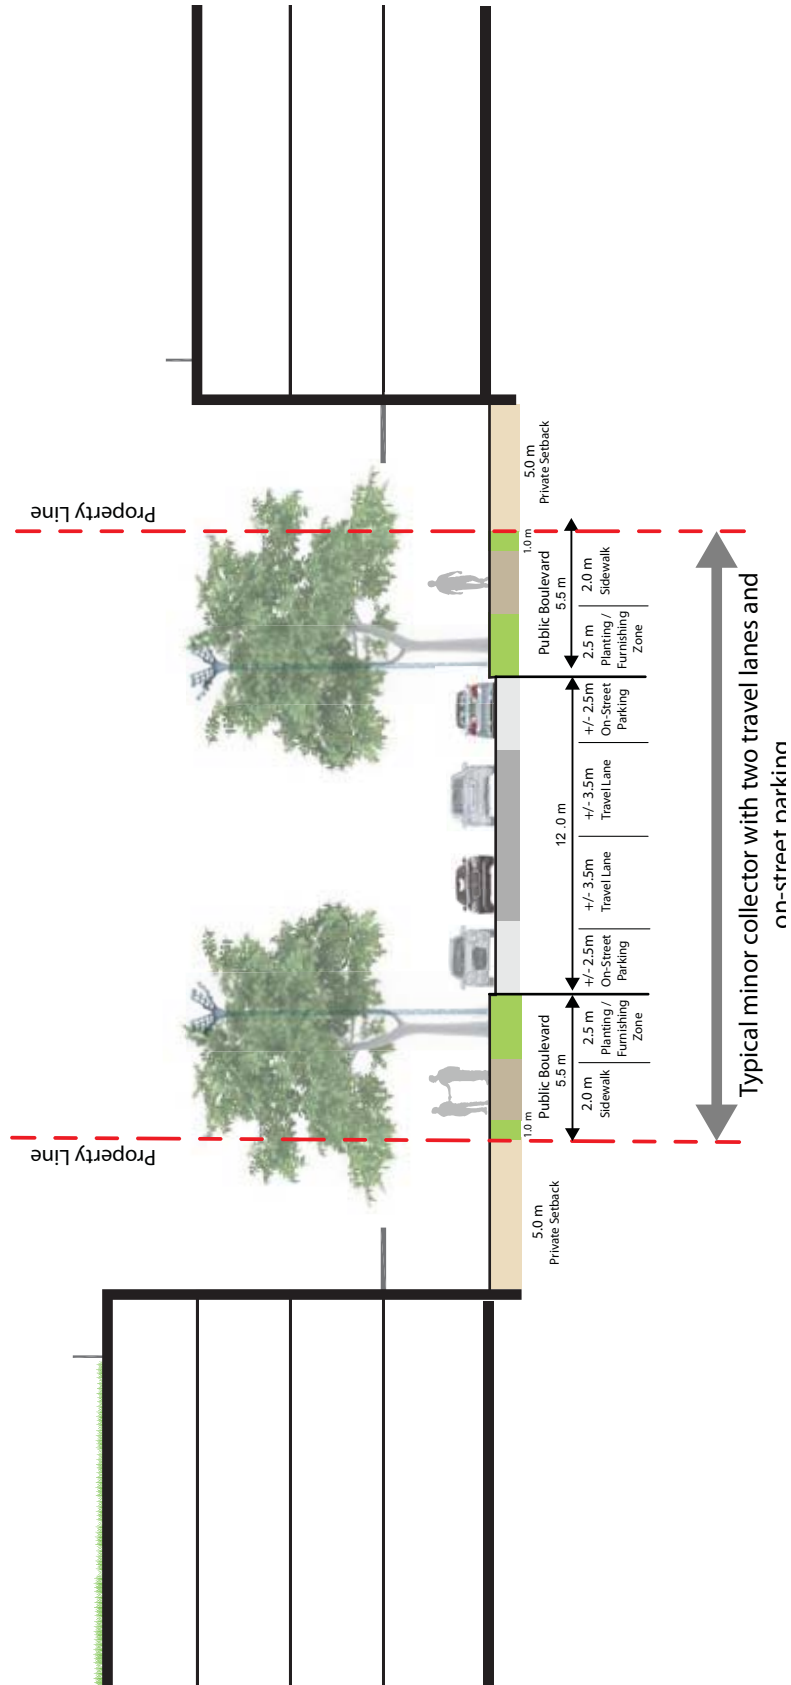 Property Line
Property Line
5.0 m
Private Setback
1.0 m
Public Boulevard
5.5 m
2.0 m
Sidewalk
2.5 m
Planting /
Furnishing
Zone
12 .0 m
+/- 2.5m
On-Street
Parking
+/- 3.5m
Travel Lane
+/- 3.5m
Travel Lane
+/- 2.5m
On-Street
Parking
Public Boulevard
5.5 m
2.5 m
Planting /
Furnishing
Zone
2.0 m
Sidewalk
1.0 m
5.0 m
Private Setback
Typical minor collector with two travel lanes and
on-street parking